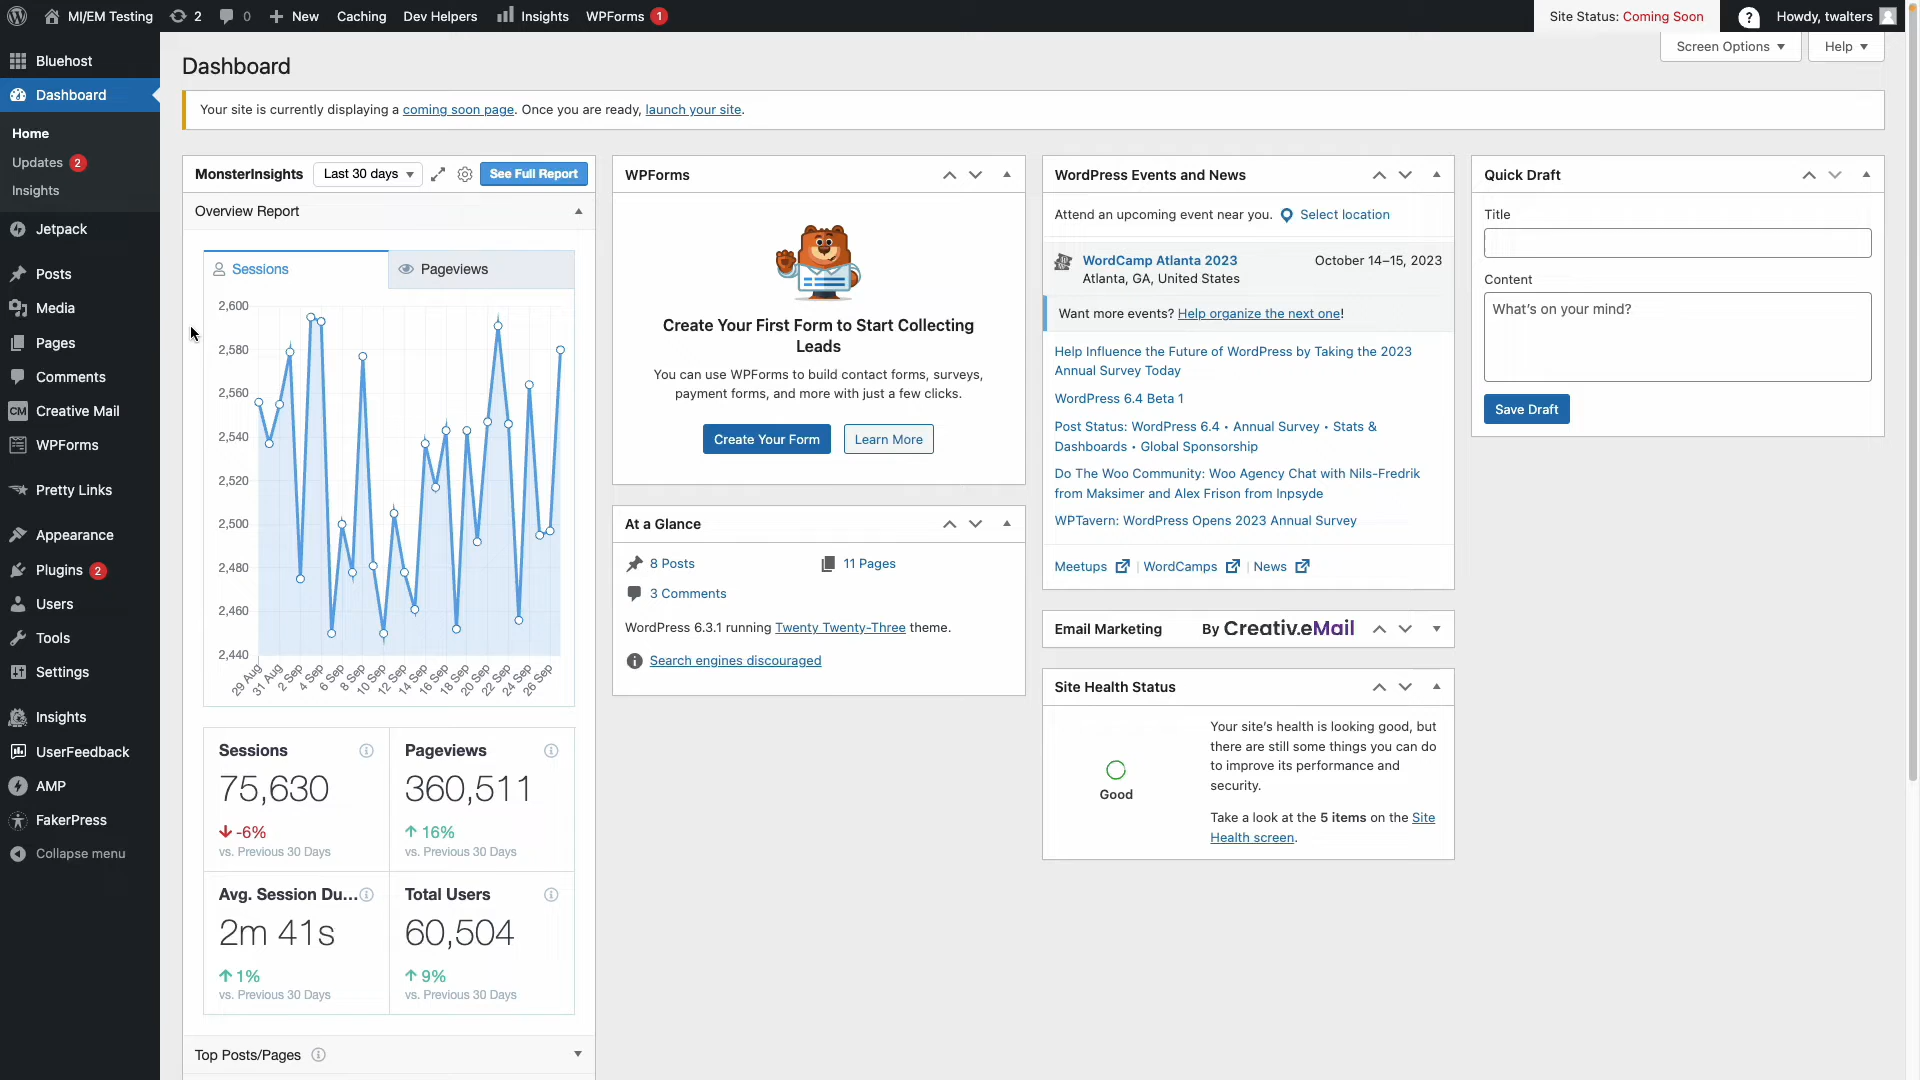 MI/EM Testing 2 0 New Caching Dev Helpers Insights WPForms 1 Site Status: Coming Soon ? Howdy, twalters
Screen Options Help
Bluehost
Dashboard
Home
Updates 2
Insights
Jetpack
Posts
Media
Pages
Comments
CM Creative Mail
WPForms
Pretty Links
Appearance
Plugins 2
Users
Tools
Settings
Insights
UserFeedback
AMP
FakerPress
Collapse menu
Dashboard
Your site is currently displaying a coming soon page. Once you are ready, launch your site.
MonsterInsights Last 30 days See Full Report
Overview Report
Sessions Pageviews
2,600
2,580
2,560
2,540
2,520
2,500
2,480
2,460
2,440
29 Aug 31 Aug 2 Sep 4 Sep 6 Sep 8 Sep 10 Sep 12 Sep 14 Sep 16 Sep 18 Sep 20 Sep 22 Sep 24 Sep 26 Sep
Sessions
75,630
-6%
vs. Previous 30 Days
Pageviews
360,511
16%
vs. Previous 30 Days
Avg. Session Du...
2m 41s
1%
vs. Previous 30 Days
Total Users
60,504
9%
vs. Previous 30 Days
Top Posts/Pages
WPForms
Create Your First Form to Start Collecting
Leads
You can use WPForms to build contact forms, surveys,
payment forms, and more with just a few clicks.
Create Your Form Learn More
At a Glance
8 Posts 11 Pages
3 Comments
WordPress 6.3.1 running Twenty Twenty-Three theme.
Search engines discouraged
WordPress Events and News
Attend an upcoming event near you. Select location
WordCamp Atlanta 2023 October 14–15, 2023
Atlanta, GA, United States
Want more events? Help organize the next one!
Help Influence the Future of WordPress by Taking the 2023
Annual Survey Today
WordPress 6.4 Beta 1
Post Status: WordPress 6.4 • Annual Survey • Stats &
Dashboards • Global Sponsorship
Do The Woo Community: Woo Agency Chat with Nils-Fredrik
from Maksimer and Alex Frison from Inpsyde
WPTavern: WordPress Opens 2023 Annual Survey
Meetups | WordCamps | News
Email Marketing By Creativ.eMail
Site Health Status
Good
Your site's health is looking good, but
there are still some things you can do
to improve its performance and
security.
Take a look at the 5 items on the Site
Health screen.
Quick Draft
Title
Content
What's on your mind?
Save Draft